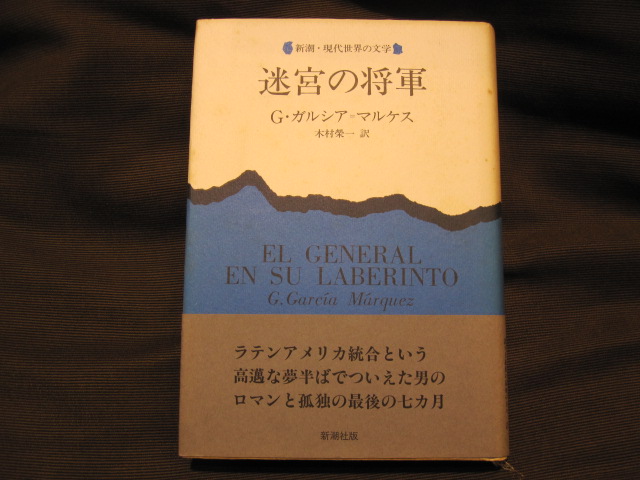 新潮・現代世界の文学
迷宮の将軍
G・ガルシア＝マルケス
木村榮一 訳
EL GENERAL
EN SU LABERINTO
G. García Márquez
ラテンアメリカ統合という
高邁な夢半ばでついえた男の
ロマンと孤独の最後の七カ月
新潮社版